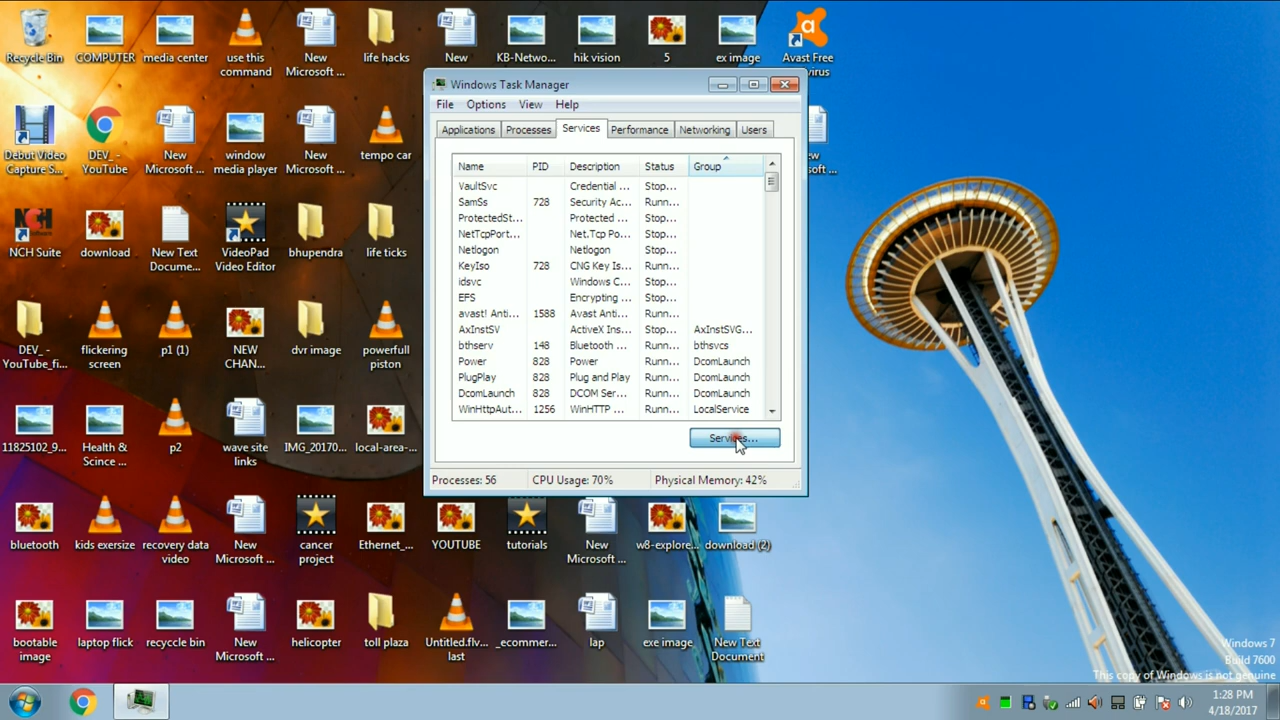 Recycle Bin
COMPUTER
media center
use this
command
New
Microsoft ...
life hacks
New
KB-Netwo...
hik vision
5
ex image
Avast Free
virus
Windows Task Manager
File Options View Help
Applications Processes Services Performance Networking Users
Name PID Description Status Group
VaultSvc Credential ... Stop...
SamSs 728 Security Ac... Runn...
ProtectedSt... Protected ... Stop...
NetTcpPort... Net.Tcp Po... Stop...
Netlogon Netlogon Stop...
KeyIso 728 CNG Key Is... Runn...
idsvc Windows C... Stop...
EFS Encrypting ... Stop...
avast! Anti... 1588 Avast Anti... Runn...
AxInstSV ActiveX Ins... Stop... AxInstSVG...
bthserv 148 Bluetooth ... Runn... bthsvcs
Power 828 Power Runn... DcomLaunch
PlugPlay 828 Plug and Play Runn... DcomLaunch
DcomLaunch 828 DCOM Ser... Runn... DcomLaunch
WinHttpAut... 1256 WinHTTP ... Runn... LocalService
Services...
Processes: 56 CPU Usage: 70% Physical Memory: 42%
Debut Video
Capture S...
DEV_ -
YouTube
New
Microsoft ...
window
media player
New
Microsoft ...
tempo car
NCH
NCH Suite
download
New Text
Docume...
VideoPad
Video Editor
bhupendra
life ticks
DEV_ -
YouTube_fi...
flickering
screen
p1 (1)
NEW
CHAN...
dvr image
powerfull
piston
11825102_9...
Health &
Scince ...
p2
wave site
links
IMG_20170...
local-area-...
bluetooth
kids exersize
recovery data
video
New
Microsoft ...
cancer
project
Ethernet_...
YOUTUBE
tutorials
New
Microsoft ...
w8-explore...
download (2)
bootable
image
laptop flick
recyccle bin
New
Microsoft ...
helicopter
toll plaza
Untitled.flv...
last
_ecommer...
lap
exe image
New Text
Document
Windows 7
Build 7600
This copy of Windows is not genuine
1:28 PM
4/18/2017